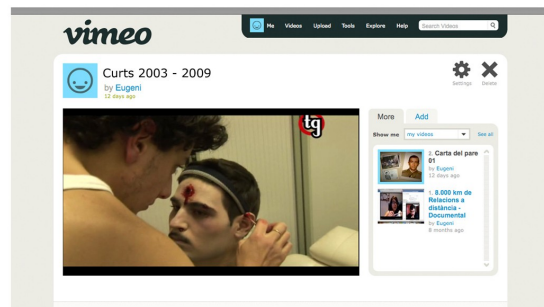 vimeo
Me Videos Upload Tools Explore Help Search Videos
Curts 2003 - 2009
by Eugeni
12 days ago
Settings Delete
tg
More Add
Show me my videos See all
2. Carta del pare
01
by Eugeni
12 days ago
1. 8.000 km de
Relacions a
distància -
Documental
by Eugeni
8 months ago